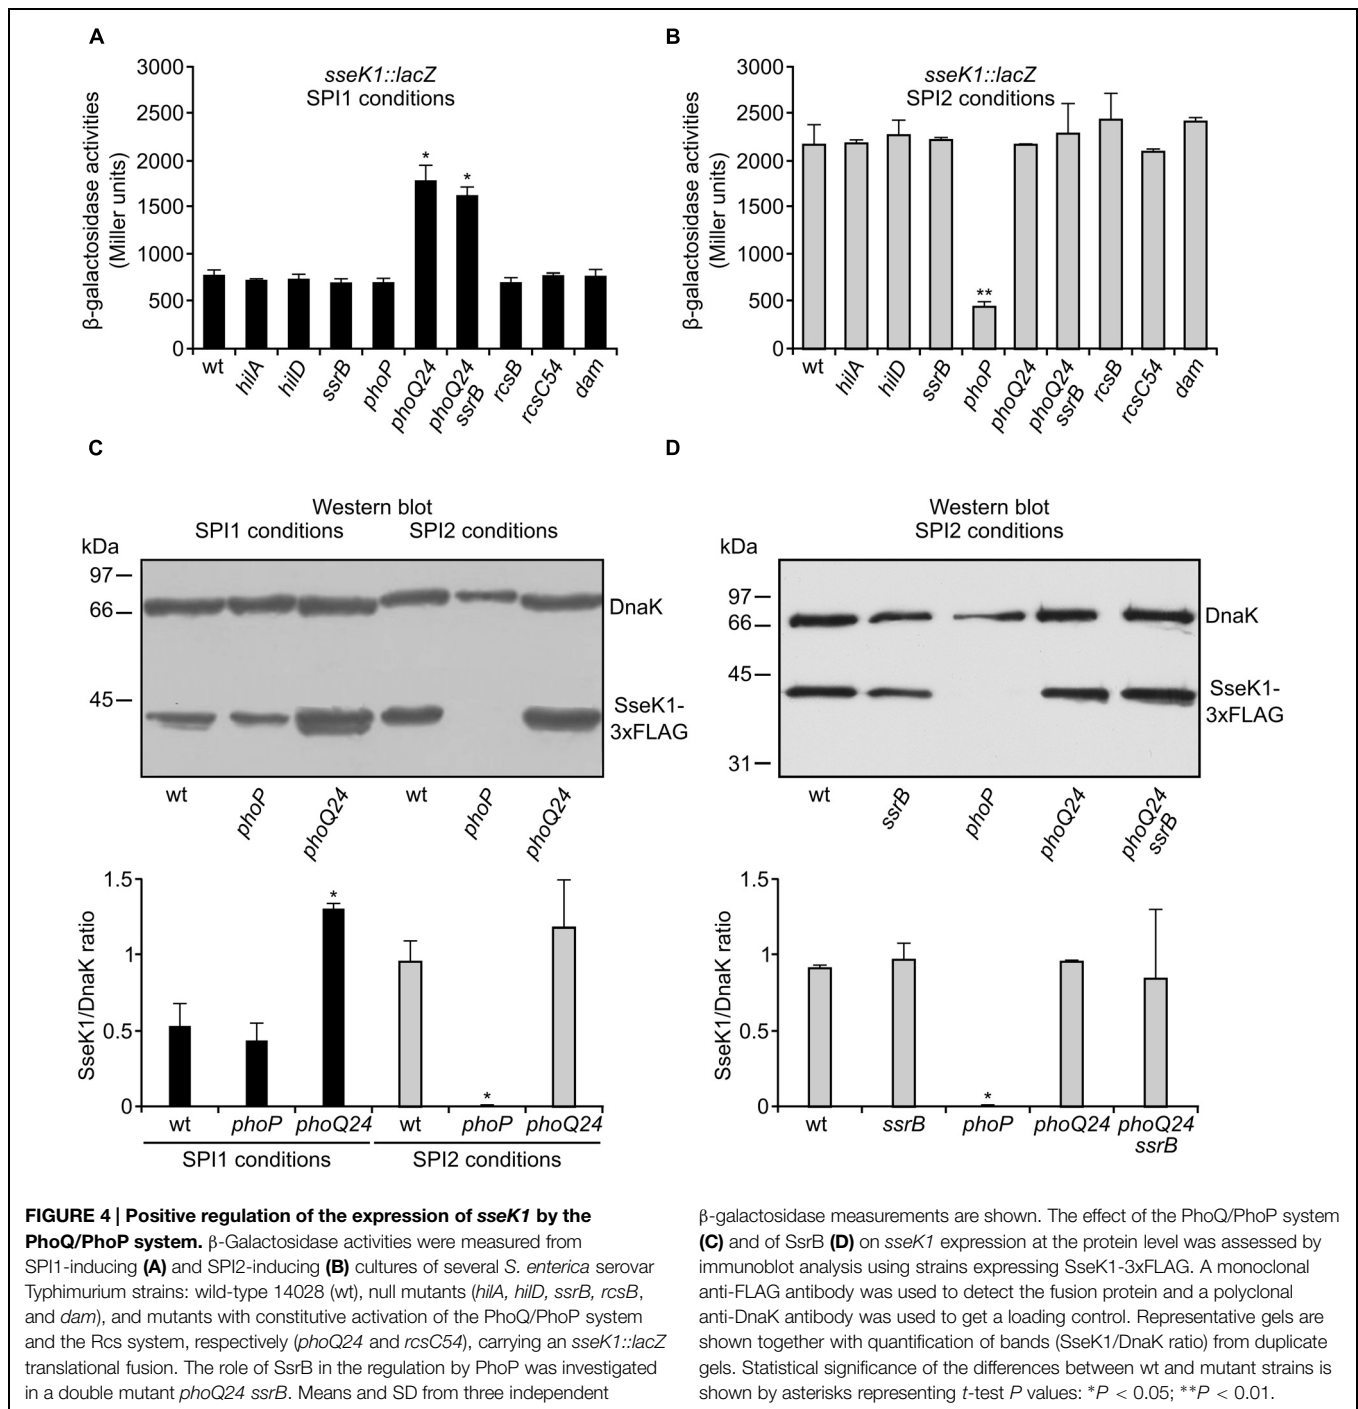 A
sseK1::lacZ
SPI1 conditions
β-galactosidase activities
(Miller units)
3000
2500
2000
1500
1000
500
0
*
*
wt
hilA
hilD
ssrB
phoP
phoQ24
phoQ24
ssrB
rcsB
rcsC54
dam
B
sseK1::lacZ
SPI2 conditions
β-galactosidase activities
(Miller units)
3000
2500
2000
1500
1000
500
0
**
wt
hilA
hilD
ssrB
phoP
phoQ24
phoQ24
ssrB
rcsB
rcsC54
dam
C
Western blot
SPI1 conditions SPI2 conditions
kDa
97
66
45
DnaK
SseK1-
3xFLAG
wt
phoP
phoQ24
wt
phoP
phoQ24
SseK1/DnaK ratio
1.5
1
0.5
0
*
*
wt phoP phoQ24 wt phoP phoQ24
SPI1 conditions SPI2 conditions
D
Western blot
SPI2 conditions
kDa
97
66
45
31
DnaK
SseK1-
3xFLAG
wt
ssrB
phoP
phoQ24
phoQ24
ssrB
SseK1/DnaK ratio
1.5
1
0.5
0
*
wt ssrB phoP phoQ24 phoQ24
ssrB
FIGURE 4 | Positive regulation of the expression of sseK1 by the
PhoQ/PhoP system. β-Galactosidase activities were measured from
SPI1-inducing (A) and SPI2-inducing (B) cultures of several S. enterica serovar
Typhimurium strains: wild-type 14028 (wt), null mutants (hilA, hilD, ssrB, rcsB,
and dam), and mutants with constitutive activation of the PhoQ/PhoP system
and the Rcs system, respectively (phoQ24 and rcsC54), carrying an sseK1::lacZ
translational fusion. The role of SsrB in the regulation by PhoP was investigated
in a double mutant phoQ24 ssrB. Means and SD from three independent
β-galactosidase measurements are shown. The effect of the PhoQ/PhoP system
(C) and of SsrB (D) on sseK1 expression at the protein level was assessed by
immunoblot analysis using strains expressing SseK1-3xFLAG. A monoclonal
anti-FLAG antibody was used to detect the fusion protein and a polyclonal
anti-DnaK antibody was used to get a loading control. Representative gels are
shown together with quantification of bands (SseK1/DnaK ratio) from duplicate
gels. Statistical significance of the differences between wt and mutant strains is
shown by asterisks representing t-test P values: *P < 0.05; **P < 0.01.